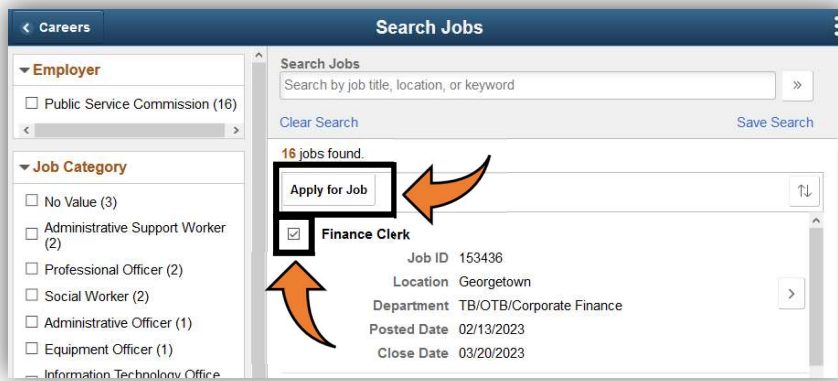 Careers
Search Jobs
Employer
Public Service Commission (16)
Job Category
No Value (3)
Administrative Support Worker
(2)
Professional Officer (2)
Social Worker (2)
Administrative Officer (1)
Equipment Officer (1)
Information Technology Office
Search Jobs
Search by job title, location, or keyword
Clear Search
Save Search
16 jobs found.
Apply for Job
Finance Clerk
Job ID 153436
Location Georgetown
Department TB/OTB/Corporate Finance
Posted Date 02/13/2023
Close Date 03/20/2023